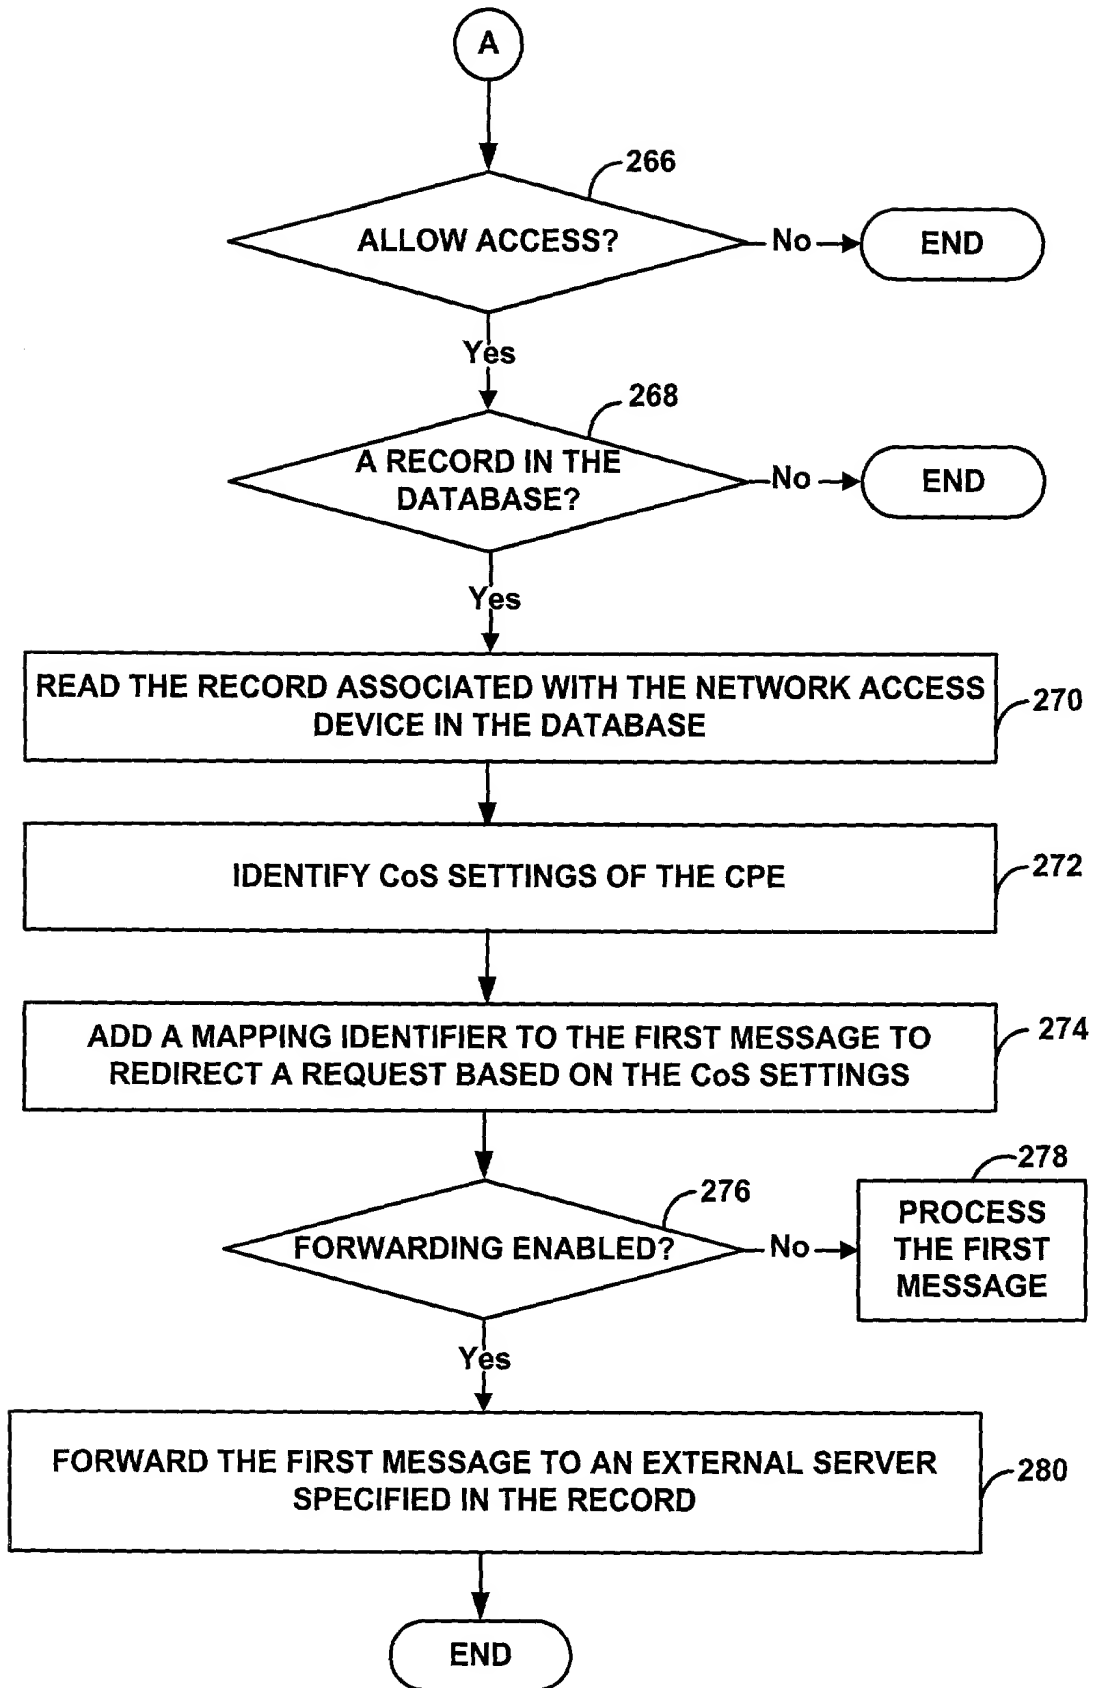 A
266
ALLOW ACCESS?
No
END
Yes
268
A RECORD IN THE
DATABASE?
No
END
Yes
READ THE RECORD ASSOCIATED WITH THE NETWORK ACCESS
DEVICE IN THE DATABASE
270
IDENTIFY CoS SETTINGS OF THE CPE
272
ADD A MAPPING IDENTIFIER TO THE FIRST MESSAGE TO
REDIRECT A REQUEST BASED ON THE CoS SETTINGS
274
276
FORWARDING ENABLED?
No
278
PROCESS
THE FIRST
MESSAGE
Yes
FORWARD THE FIRST MESSAGE TO AN EXTERNAL SERVER
SPECIFIED IN THE RECORD
280
END